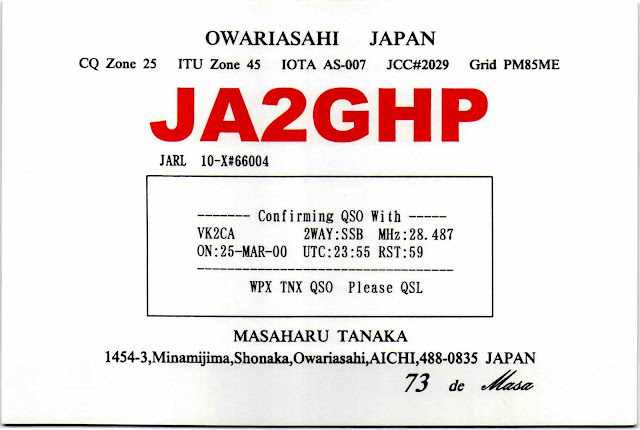 OWARIASAHI JAPAN
CQ Zone 25 ITU Zone 45 IOTA AS-007 JCC#2029 Grid PM85ME
JA2GHP
JARL 10-X#66004
------- Confirming QSO With -----
VK2CA 2WAY:SSB MHz:28.487
ON:25-MAR-00 UTC:23:55 RST:59
----------------------------------
WPX TNX QSO Please QSL
MASAHARU TANAKA
1454-3,Minamijima,Shonaka,Owariasahi,AICHI,488-0835 JAPAN
73 de Masa